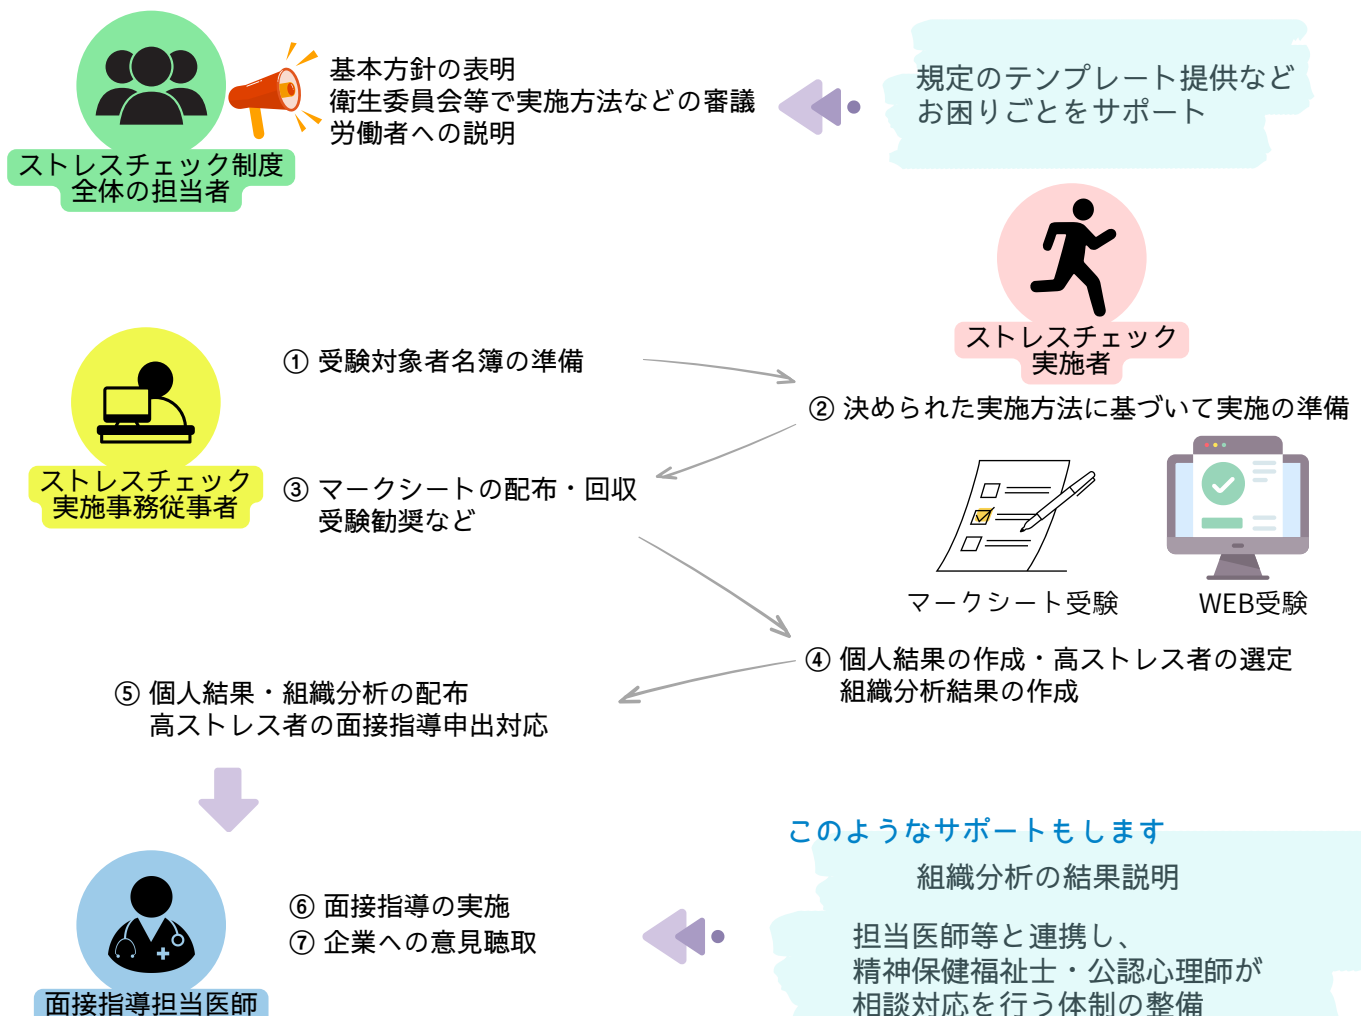 基本方針の表明
衛生委員会等で実施方法などの審議
労働者への説明
ストレスチェック制度
全体の担当者
規定のテンプレート提供など
お困りごとをサポート
ストレスチェック
実施者
① 受験対象者名簿の準備
② 決められた実施方法に基づいて実施の準備
ストレスチェック
実施事務従事者
③ マークシートの配布・回収
受験勧奨など
マークシート受験
WEB受験
④ 個人結果の作成・高ストレス者の選定
組織分析結果の作成
⑤ 個人結果・組織分析の配布
高ストレス者の面接指導申出対応
このようなサポートもします
組織分析の結果説明
担当医師等と連携し、
精神保健福祉士・公認心理師が
相談対応を行う体制の整備
⑥ 面接指導の実施
⑦ 企業への意見聴取
面接指導担当医師